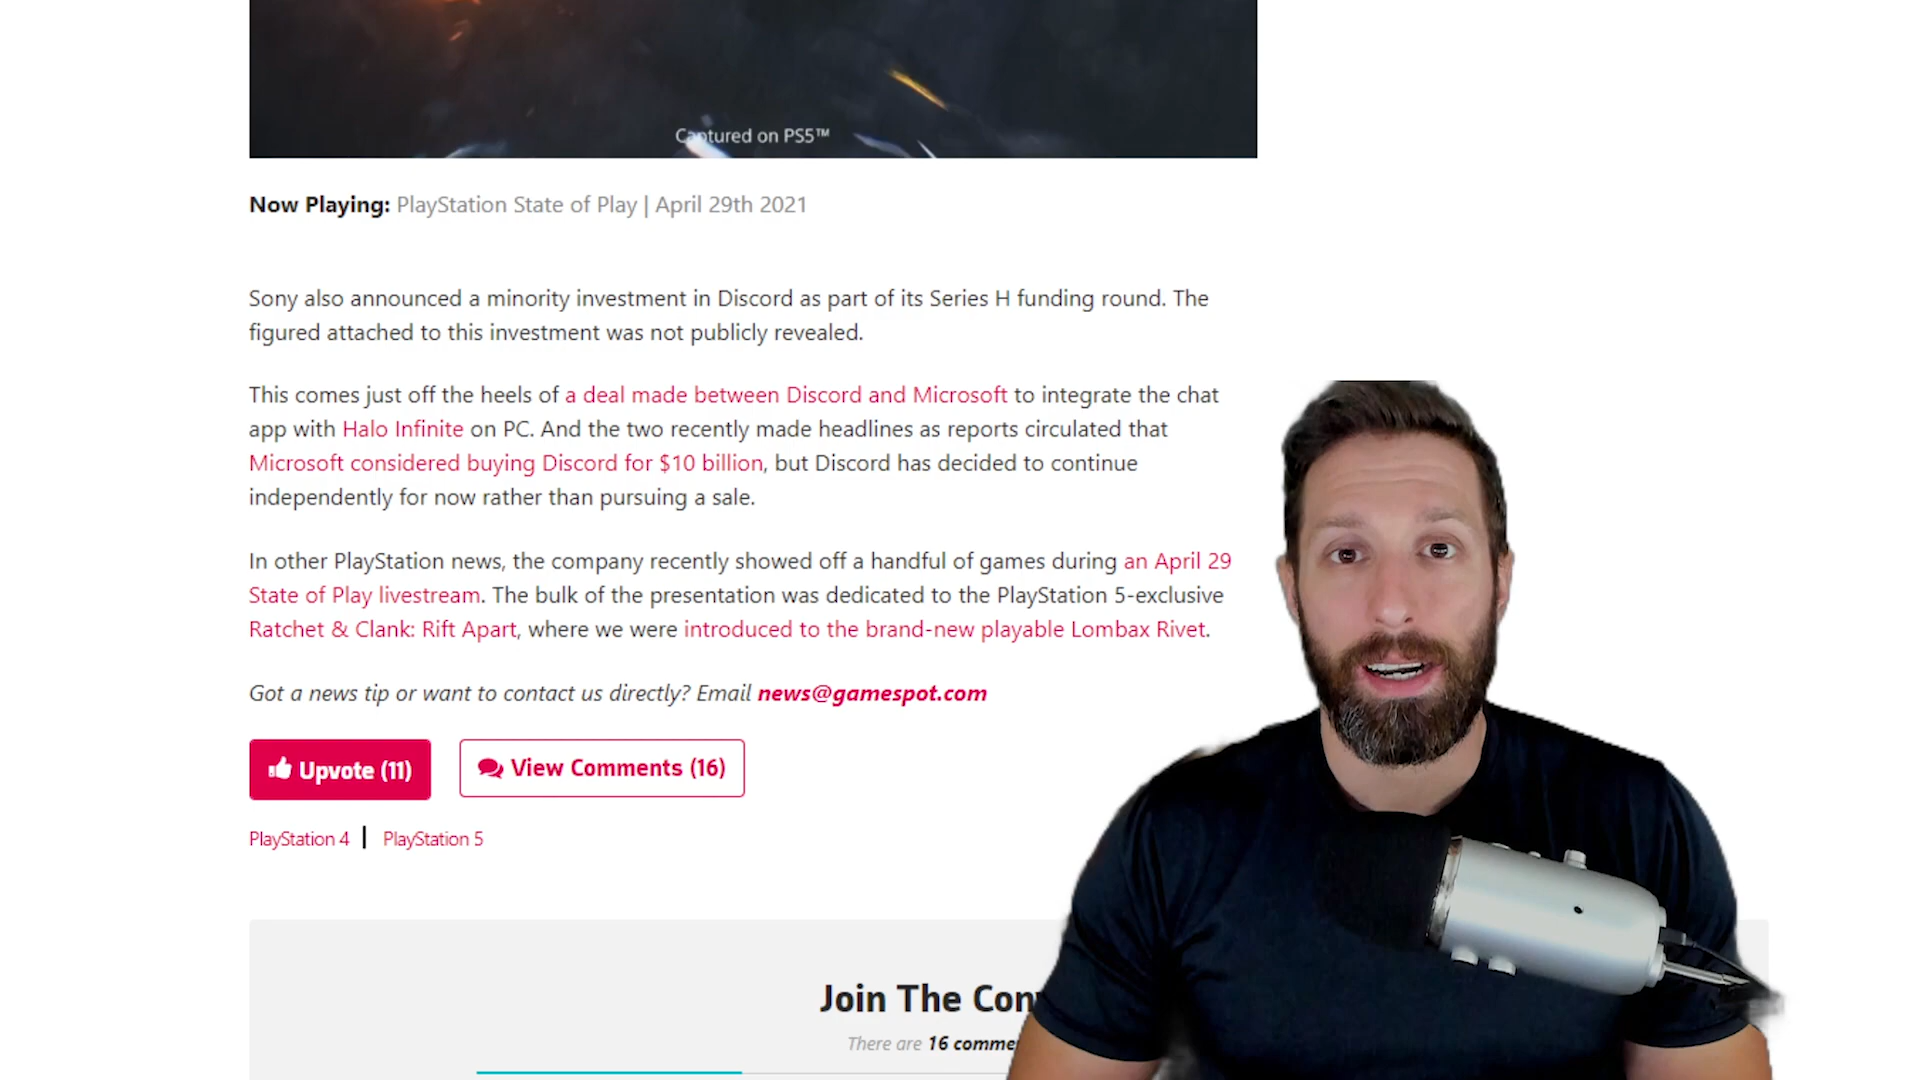 Captured on PS5™
Now Playing: PlayStation State of Play | April 29th 2021
Sony also announced a minority investment in Discord as part of its Series H funding round. The
figured attached to this investment was not publicly revealed.
This comes just off the heels of a deal made between Discord and Microsoft to integrate the chat
app with Halo Infinite on PC. And the two recently made headlines as reports circulated that
Microsoft considered buying Discord for $10 billion, but Discord has decided to continue
independently for now rather than pursuing a sale.
In other PlayStation news, the company recently showed off a handful of games during an April 29
State of Play livestream. The bulk of the presentation was dedicated to the PlayStation 5-exclusive
Ratchet & Clank: Rift Apart, where we were introduced to the brand-new playable Lombax Rivet.
Got a news tip or want to contact us directly? Email news@gamespot.com
Upvote (11)
View Comments (16)
PlayStation 4 | PlayStation 5
Join The
There are 16